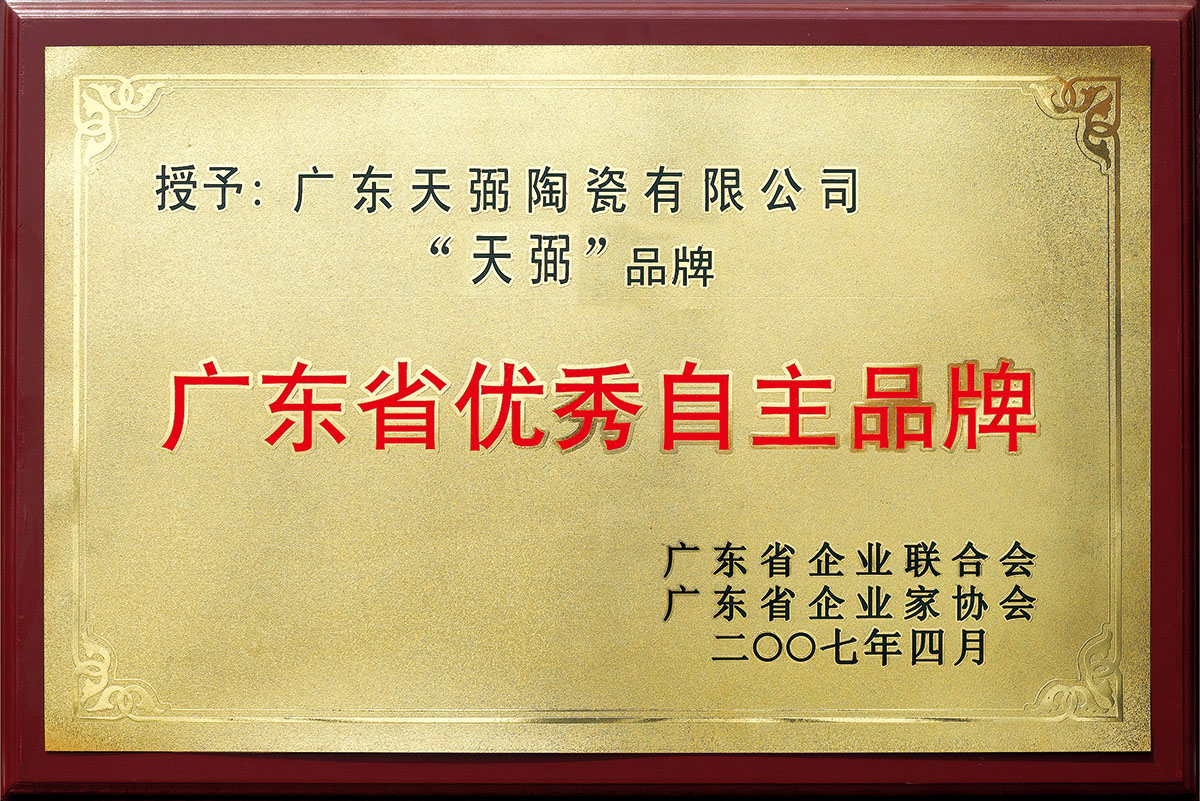 授予：广东天弼陶瓷有限公司
“天弼”品牌
广东省优秀自主品牌
广东省企业联合会
广东省企业家协会
二〇〇七年四月